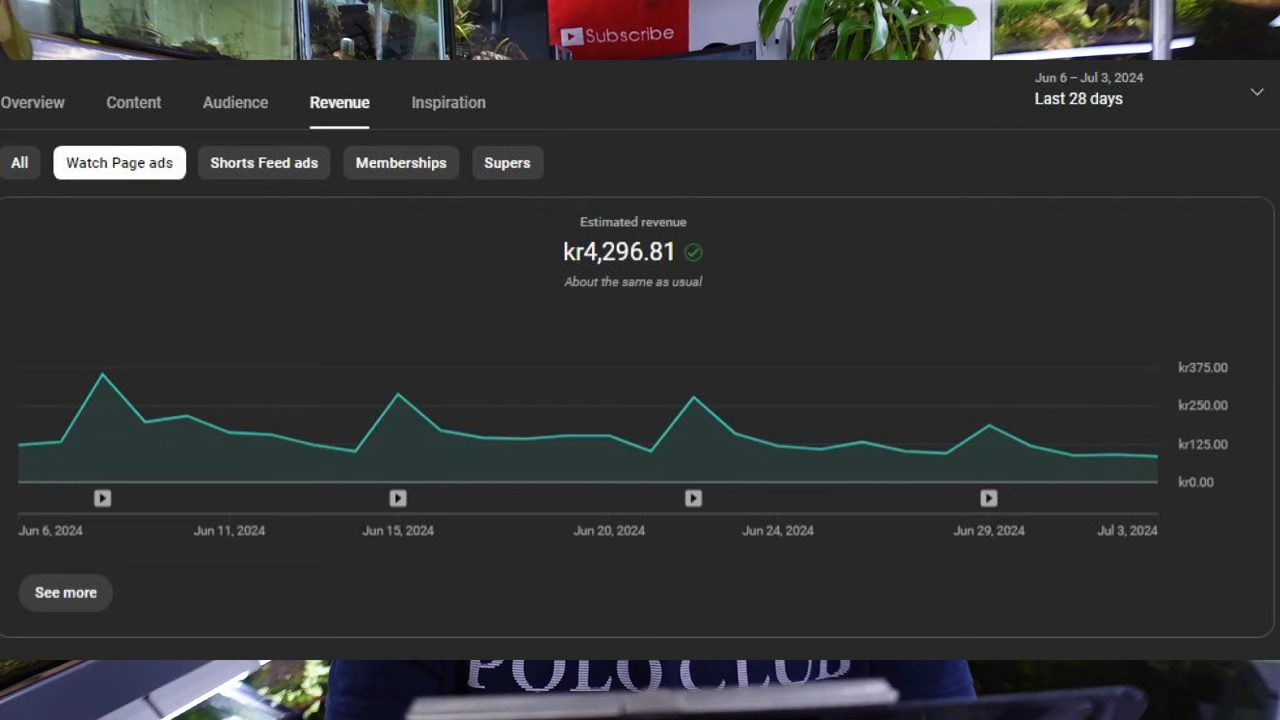 Subscribe
Jun 6 – Jul 3, 2024
Overview Content Audience Revenue Inspiration
Last 28 days
All Watch Page ads Shorts Feed ads Memberships Supers
Estimated revenue
kr4,296.81
About the same as usual
kr375.00
kr250.00
kr125.00
kr0.00
Jun 6, 2024 Jun 11, 2024 Jun 15, 2024 Jun 20, 2024 Jun 24, 2024 Jun 29, 2024 Jul 3, 2024
See more
POLO CLUB